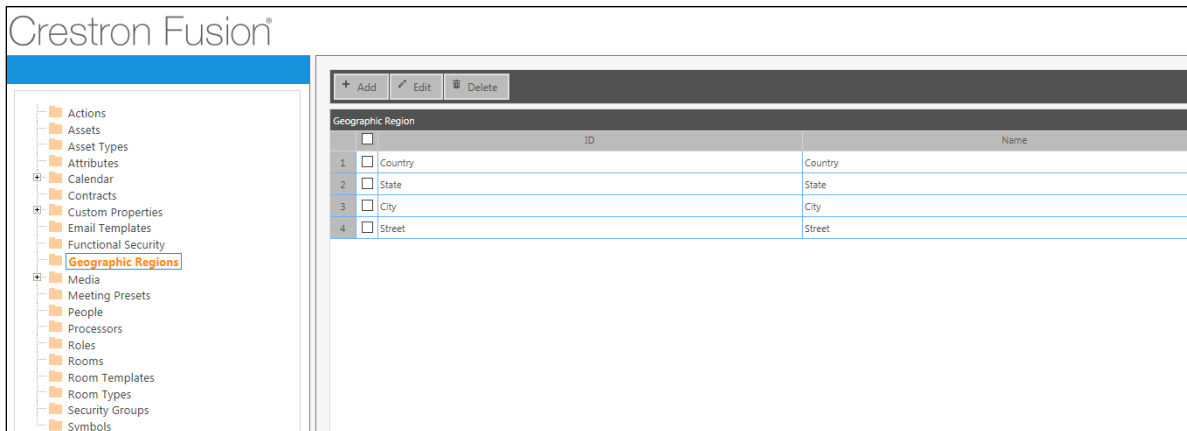 Crestron Fusion®
Actions
Assets
Asset Types
Attributes
Calendar
Contracts
Custom Properties
Email Templates
Functional Security
Geographic Regions
Media
Meeting Presets
People
Processors
Roles
Rooms
Room Templates
Room Types
Security Groups
Symbols
+ Add Edit Delete
Geographic Region
ID Name
1 Country Country
2 State State
3 City City
4 Street Street